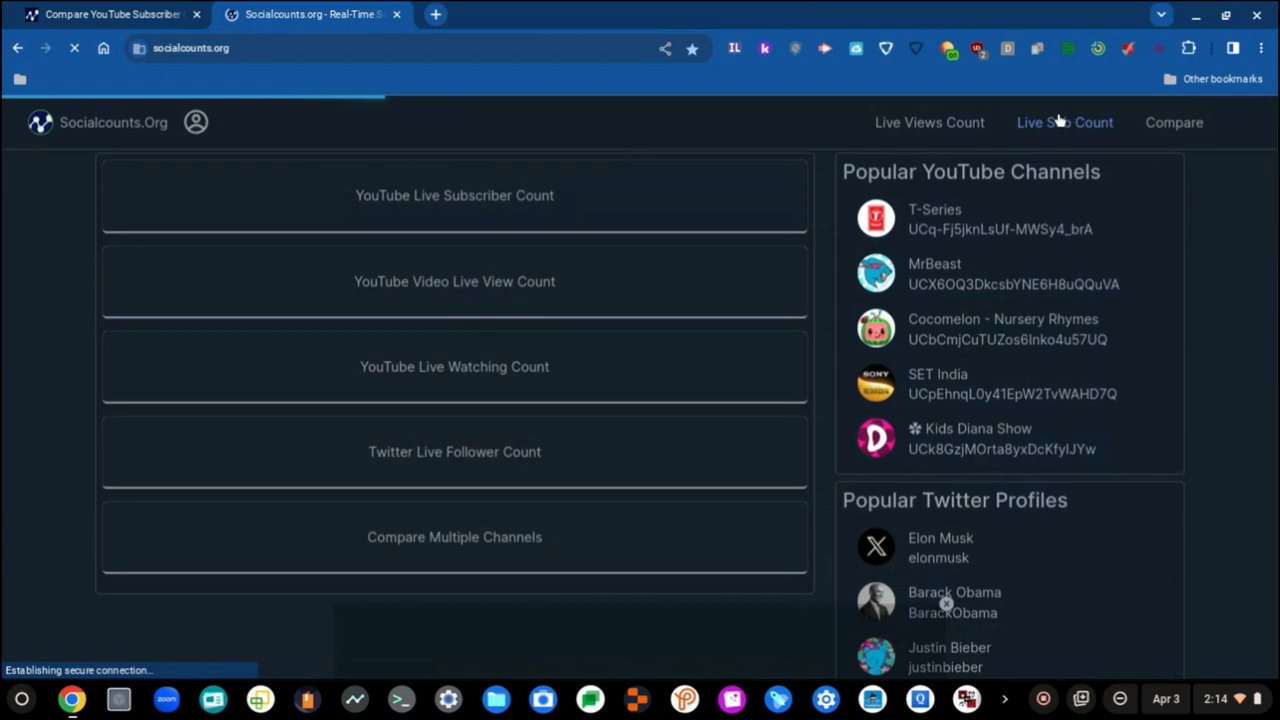 Compare YouTube Subscriber
Socialcounts.org - Real-Time S
socialcounts.org
Other bookmarks
Socialcounts.Org
Live Views Count
Live Sub Count
Compare
YouTube Live Subscriber Count
YouTube Video Live View Count
YouTube Live Watching Count
Twitter Live Follower Count
Compare Multiple Channels
Popular YouTube Channels
T-Series
UCq-Fj5jknLsUf-MWSy4_brA
MrBeast
UCX6OQ3DkcsbYNE6H8uQQuVA
Cocomelon - Nursery Rhymes
UCbCmjCuTUZos6Inko4u57UQ
SET India
UCpEhnqL0y41EpW2TvWAHD7Q
✿ Kids Diana Show
UCk8GzjMOrta8yxDcKfylJYw
Popular Twitter Profiles
Elon Musk
elonmusk
Barack Obama
BarackObama
Justin Bieber
justinbieber
Establishing secure connection...
zoom
Apr 3
2:14